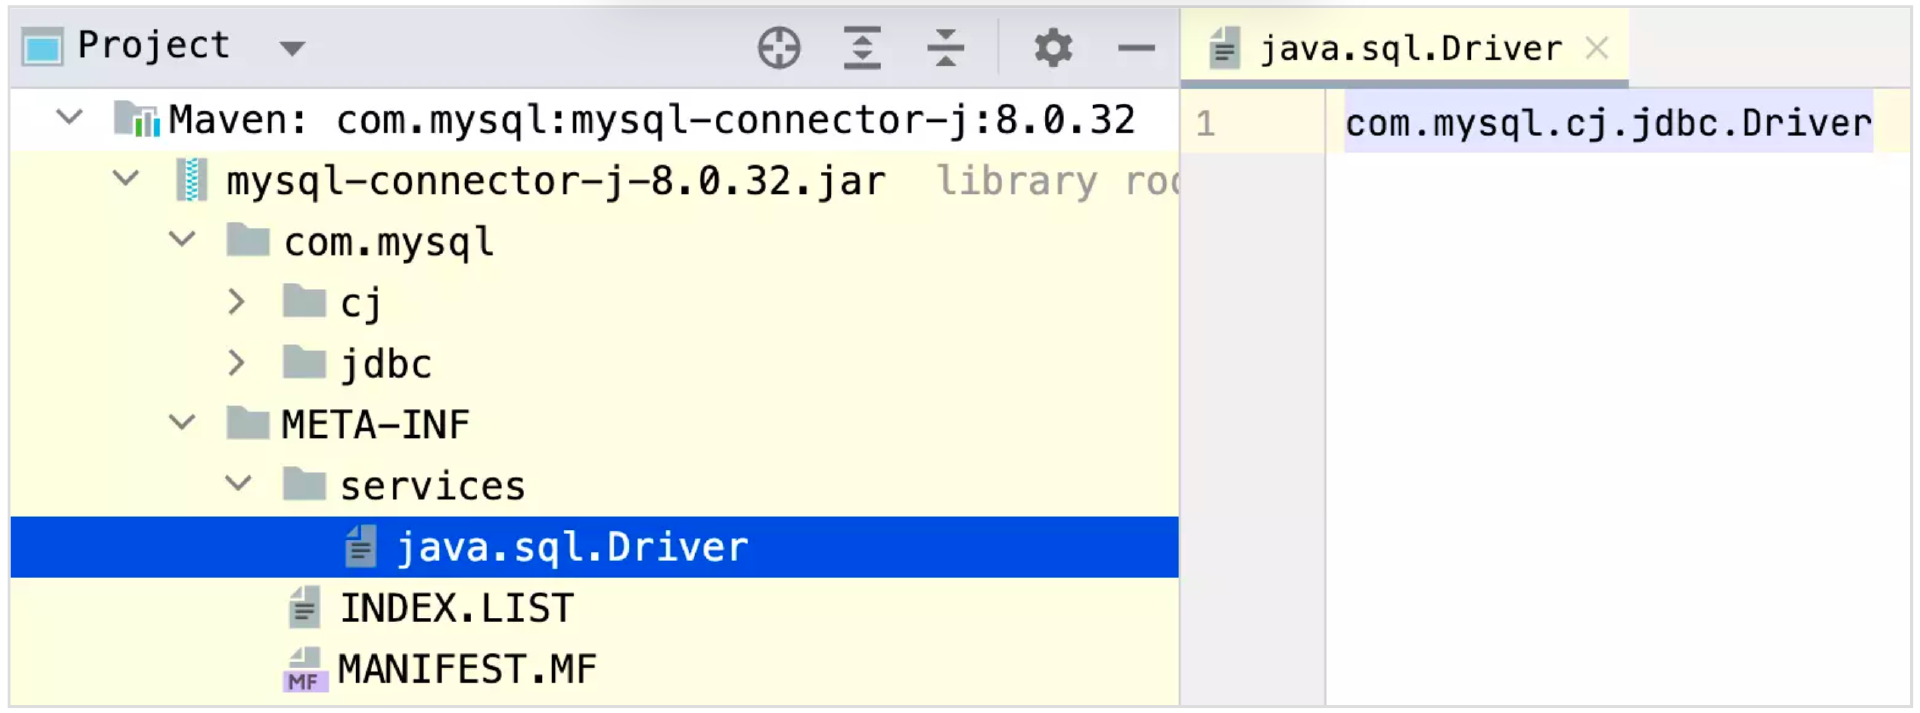 Project
java.sql.Driver
Maven: com.mysql:mysql-connector-j:8.0.32
1 com.mysql.cj.jdbc.Driver
mysql-connector-j-8.0.32.jar library
com.mysql
cj
jdbc
META-INF
services
java.sql.Driver
INDEX.LIST
MF MANIFEST.MF